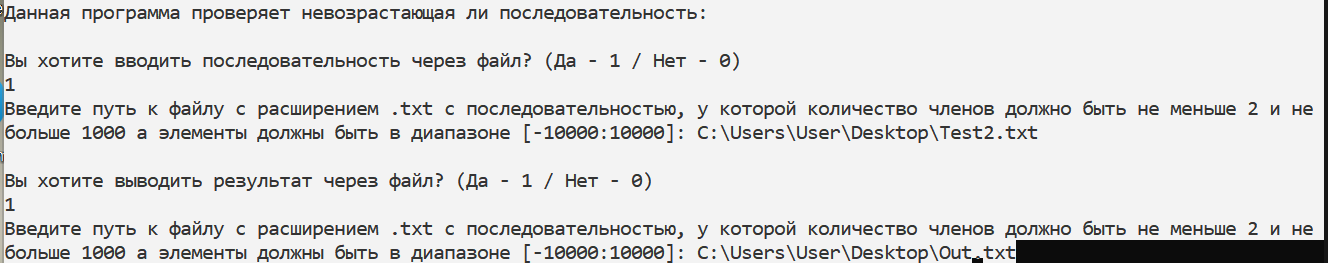 Данная программа проверяет невозрастающая ли последовательность:
Вы хотите вводить последовательность через файл? (Да - 1 / Нет - 0)
1
Введите путь к файлу с расширением .txt с последовательностью, у которой количество членов должно быть не меньше 2 и не
больше 1000 а элементы должны быть в диапазоне [-10000:10000]: C:\Users\User\Desktop\Test2.txt
Вы хотите выводить результат через файл? (Да - 1 / Нет - 0)
1
Введите путь к файлу с расширением .txt с последовательностью, у которой количество членов должно быть не меньше 2 и не
больше 1000 а элементы должны быть в диапазоне [-10000:10000]: C:\Users\User\Desktop\Out.txt